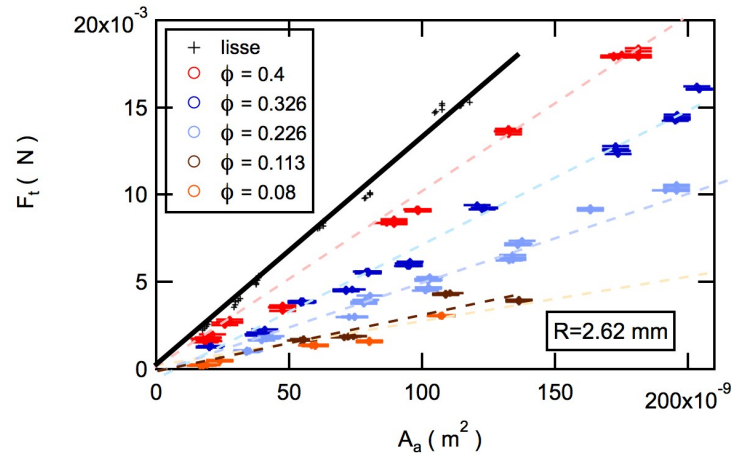 20x10⁻³
15
10
5
0
F_t ( N)
lisse
ϕ = 0.4
ϕ = 0.326
ϕ = 0.226
ϕ = 0.113
ϕ = 0.08
R=2.62 mm
0 50 100 150 200x10⁻⁹
A_a ( m²)